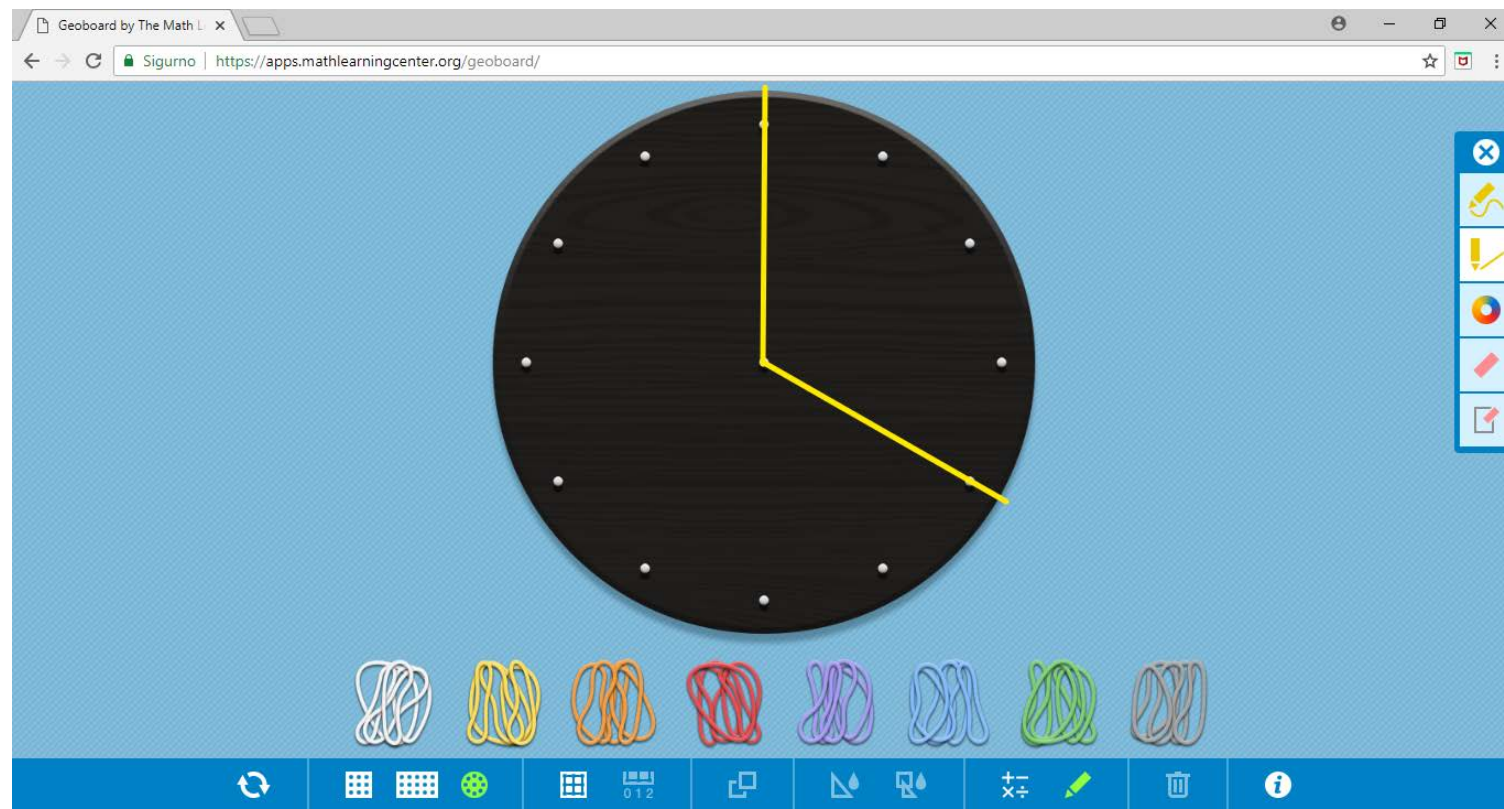 Geoboard by The Math L
Sigurno https://apps.mathlearningcenter.org/geoboard/
0 1 2
+−
×÷
i